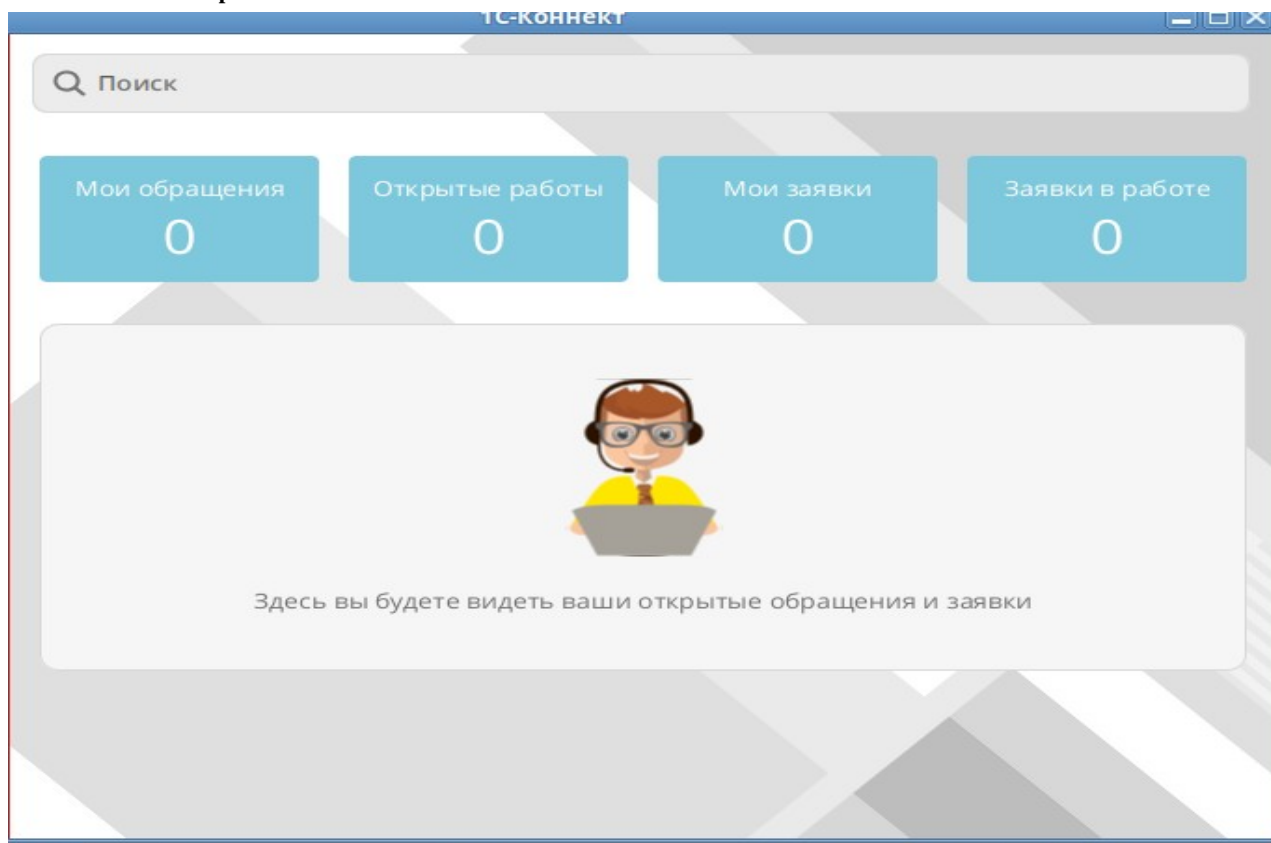 1С-Коннект
Поиск
Мои обращения
Открытые работы
Мои заявки
Заявки в работе
0
0
0
0
Здесь вы будете видеть ваши открытые обращения и заявки